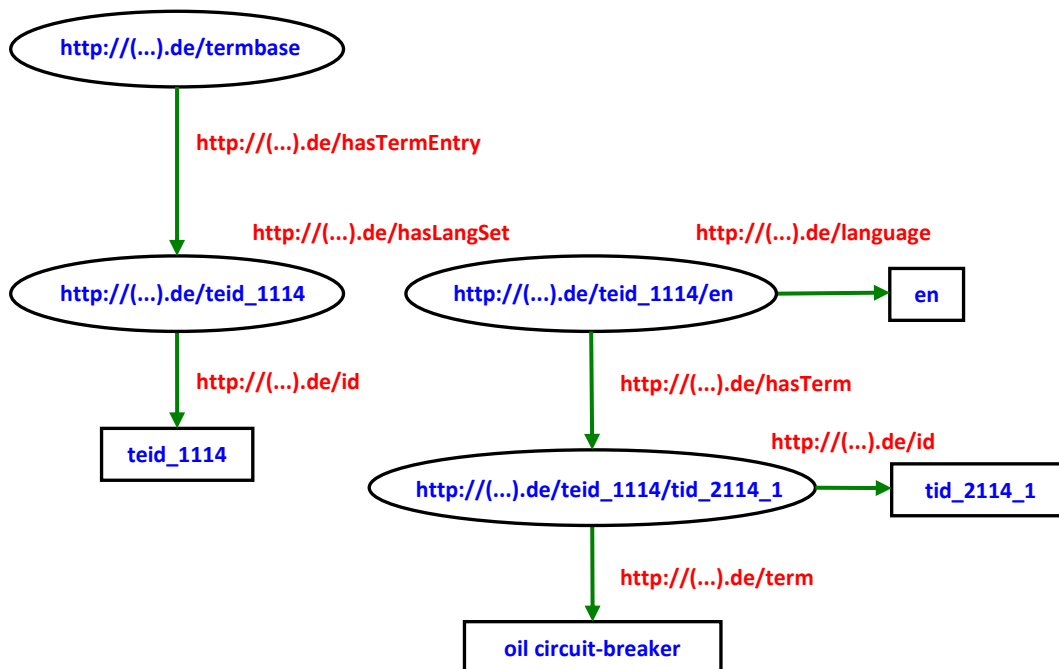 http://(...).de/termbase
http://(...).de/hasTermEntry
http://(...).de/hasLangSet
http://(...).de/language
http://(...).de/teid_1114
http://(...).de/teid_1114/en
en
http://(...).de/id
http://(...).de/hasTerm
teid_1114
http://(...).de/id
http://(...).de/teid_1114/tid_2114_1
tid_2114_1
http://(...).de/term
oil circuit-breaker